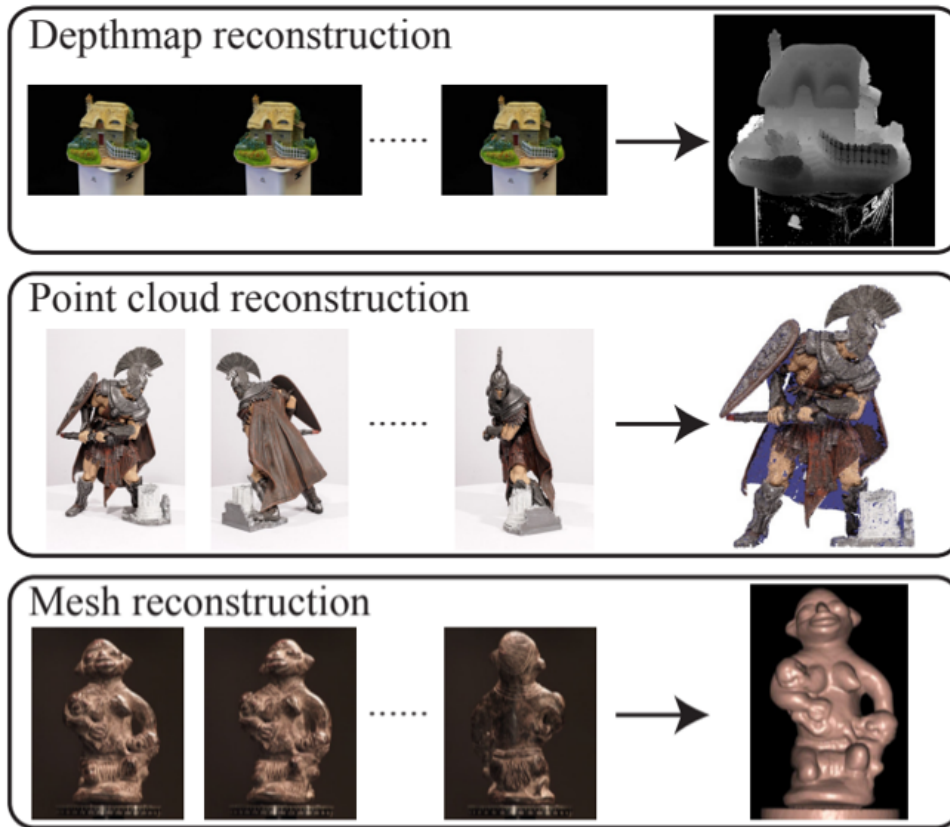 Depthmap reconstruction
......
Point cloud reconstruction
......
Mesh reconstruction
......